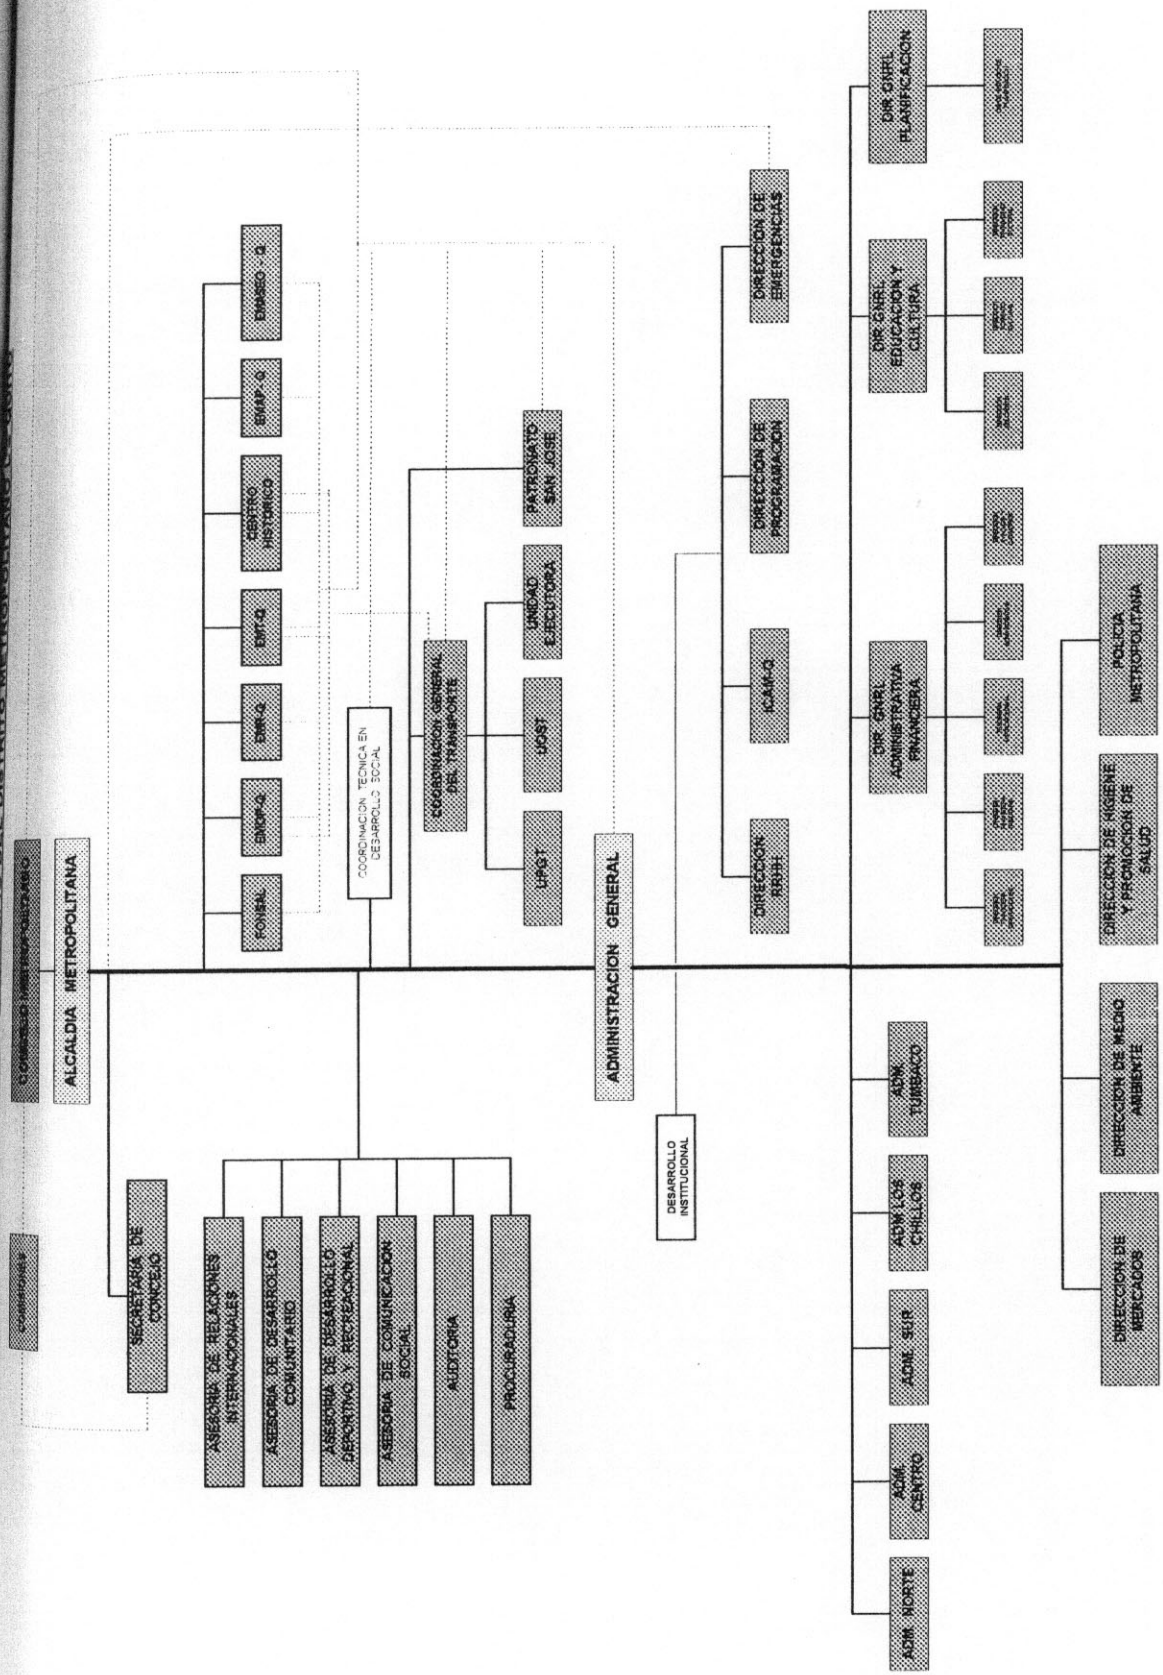 CONCEJO METROPOLITANO
COMISIONES
ALCALDIA METROPOLITANA
SECRETARIA DE
CONCEJO
ASESORIA DE RELACIONES
INTERNACIONALES
ASESORIA DE DESARROLLO
COMUNITARIO
ASESORIA DE DESARROLLO
DEPORTIVO Y RECREACIONAL
ASESORIA DE COMUNICACION
SOCIAL
AUDITORIA
PROCURADURIA
FONSAL
EMOP-Q
EMR-Q
EMT-Q
CENTRO
HISTORICO
EMAP-Q
EMASEO - Q
COORDINACION TECNICA EN
DESARROLLO SOCIAL
COORDINACION GENERAL
DEL TRANSPORTE
UPGT
UOST
UNIDAD
EJECUTORA
PATRONATO
SAN JOSE
ADMINISTRACION GENERAL
DESARROLLO
INSTITUCIONAL
DIRECCION
RRHH
ICAM-Q
DIRECCION DE
PROGRAMACION
DIRECCION DE
EMERGENCIAS
ADM. NORTE
ADM.
CENTRO
ADM. SUR
ADM LOS
CHILLOS
ADM.
TUMBACO
DIR GNRL
ADMINISTRATIVA
FINANCIERA
DIR GNRL
EDUCACION Y
CULTURA
DIR GNRL
PLANIFICACION
DIRECCION DE
MERCADOS
DIRECCION DE MEDIO
AMBIENTE
DIRECCION DE HIGIENE
Y PROMOCION DE
SALUD
POLICIA
METROPOLITANA